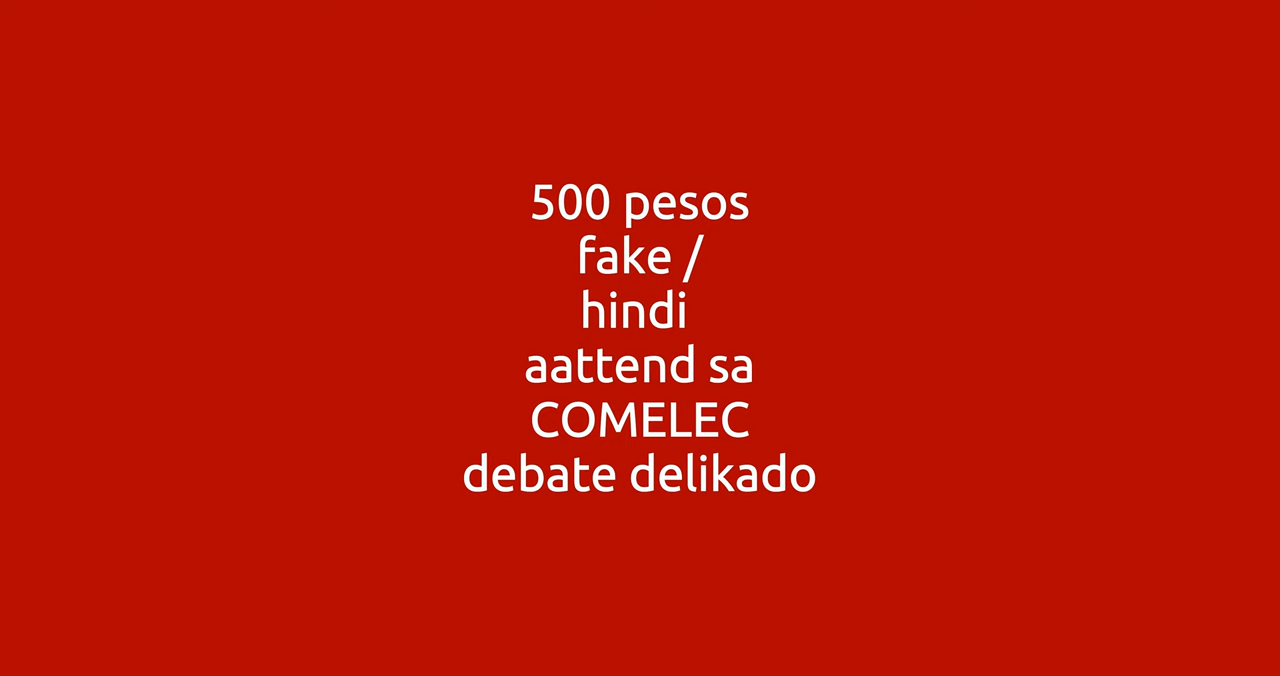 500 pesos
fake /
hindi
aattend sa
COMELEC
debate delikado